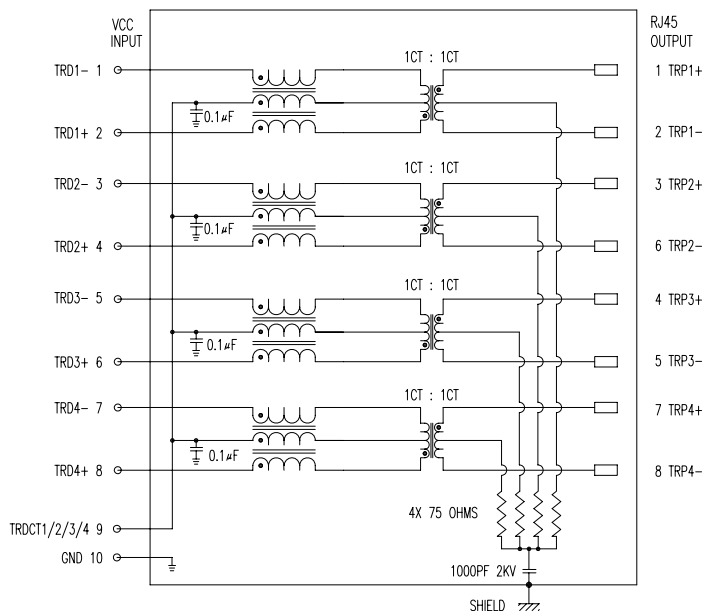 VCC
INPUT
RJ45
OUTPUT
1CT : 1CT
TRD1- 1
1 TRP1+
0.1µF
TRD1+ 2
2 TRP1-
1CT : 1CT
TRD2- 3
3 TRP2+
0.1µF
TRD2+ 4
6 TRP2-
1CT : 1CT
TRD3- 5
4 TRP3+
0.1µF
TRD3+ 6
5 TRP3-
1CT : 1CT
TRD4- 7
7 TRP4+
0.1µF
TRD4+ 8
8 TRP4-
4X 75 OHMS
TRDCT1/2/3/4 9
GND 10
1000PF 2KV
SHIELD